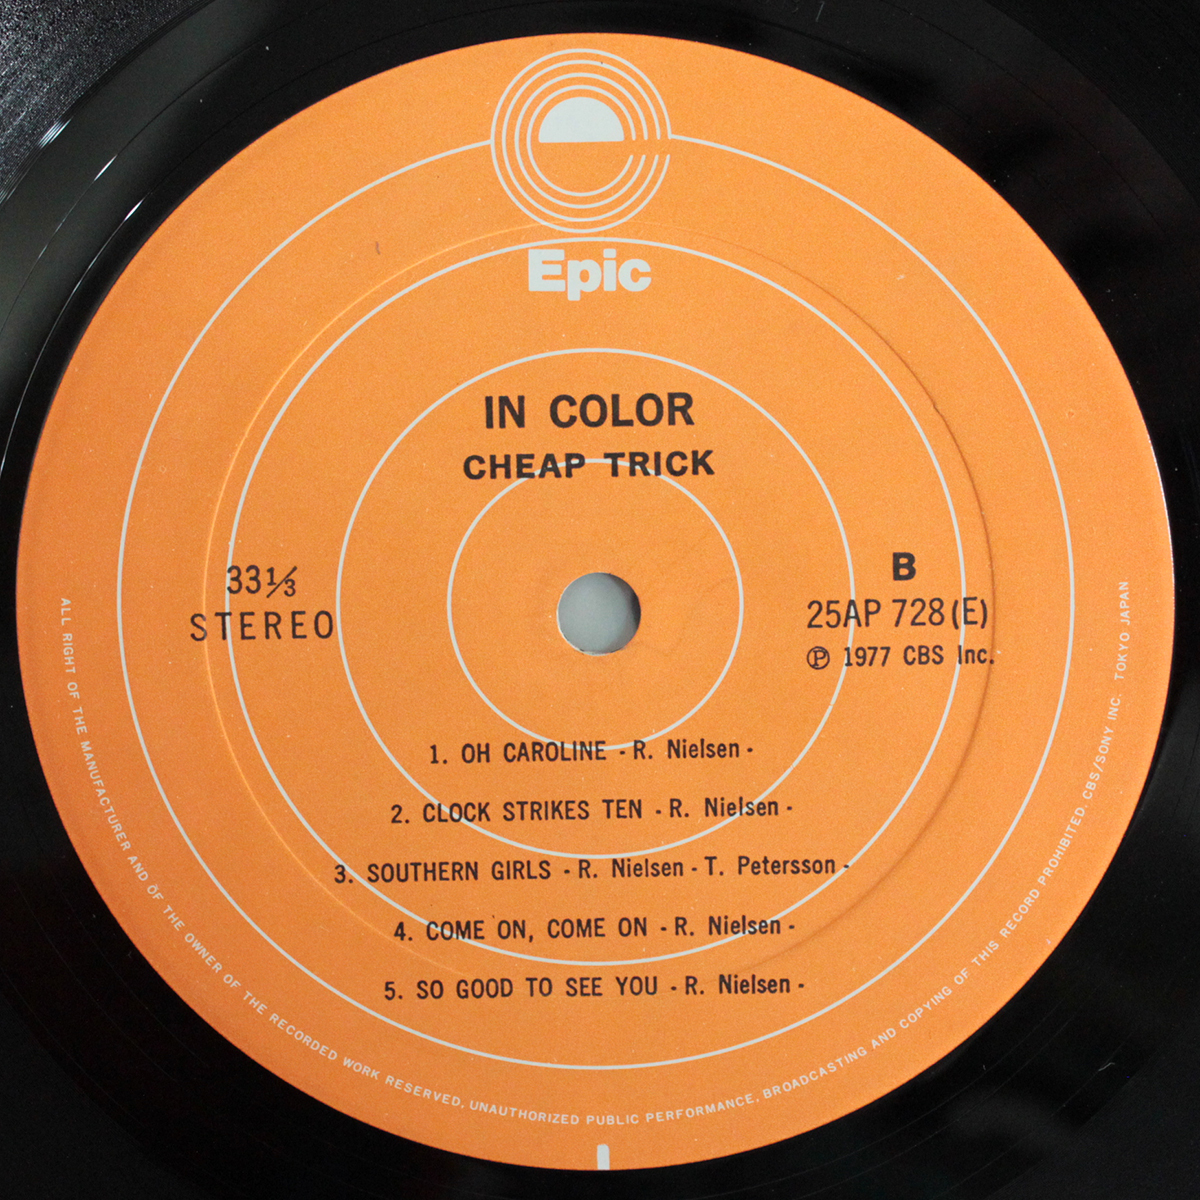 Epic
IN COLOR
CHEAP TRICK
33⅓
STEREO
B
25AP 728(E)
Ⓟ 1977 CBS Inc.
1. OH CAROLINE - R. Nielsen -
2. CLOCK STRIKES TEN - R. Nielsen -
3. SOUTHERN GIRLS - R. Nielsen - T. Petersson -
4. COME ON, COME ON - R. Nielsen -
5. SO GOOD TO SEE YOU - R. Nielsen -
ALL RIGHT OF THE MANUFACTURER AND OF THE OWNER OF THE RECORDED WORK RESERVED. UNAUTHORIZED PUBLIC PERFORMANCE, BROADCASTING AND COPYING OF THIS RECORD PROHIBITED. CBS/SONY INC. TOKYO JAPAN